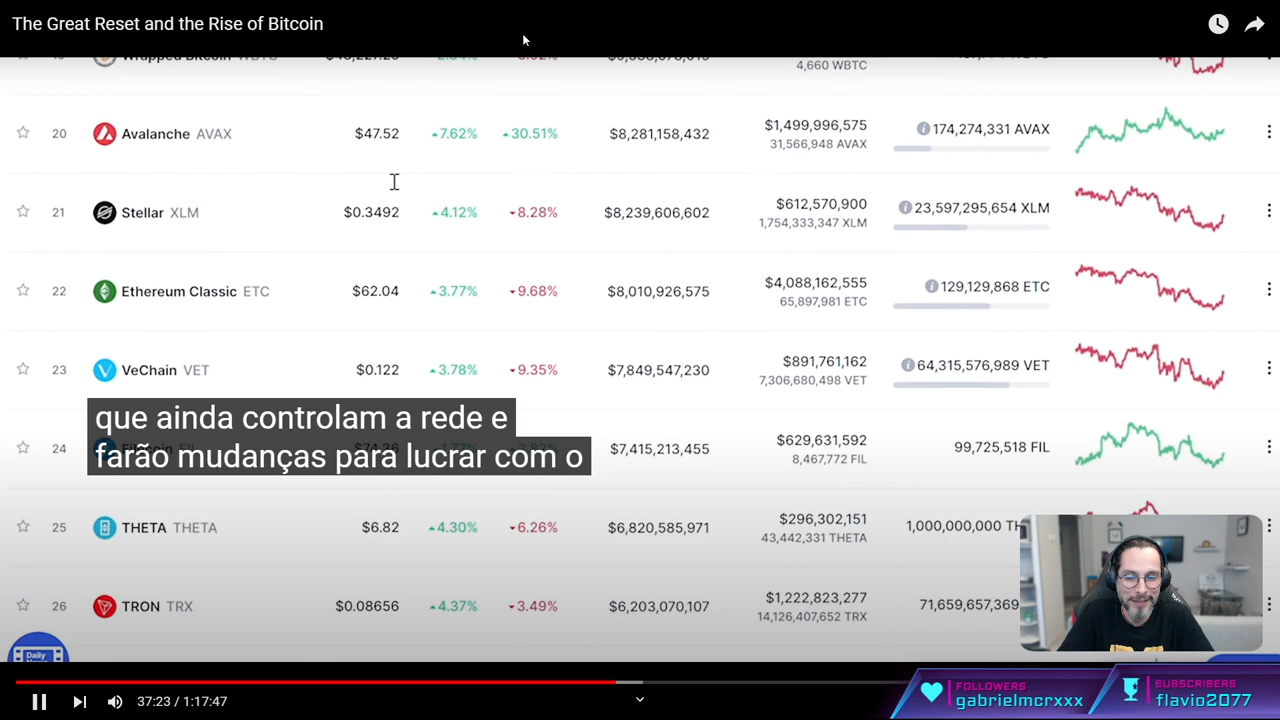 The Great Reset and the Rise of Bitcoin
Wrapped Bitcoin WBTC
4,660 WBTC
20 Avalanche AVAX $47.52 7.62% 30.51% $8,281,158,432 $1,499,996,575 174,274,331 AVAX
31,566,948 AVAX
21 Stellar XLM $0.3492 4.12% 8.28% $8,239,606,602 $612,570,900 23,597,295,654 XLM
1,754,333,347 XLM
22 Ethereum Classic ETC $62.04 3.77% 9.68% $8,010,926,575 $4,088,162,555 129,129,868 ETC
65,897,981 ETC
23 VeChain VET $0.122 3.78% 9.35% $7,849,547,230 $891,761,162 64,315,576,989 VET
7,306,680,498 VET
que ainda controlam a rede e
farão mudanças para lucrar com o
24 $7,415,213,455 $629,631,592 99,725,518 FIL
8,467,772 FIL
25 THETA THETA $6.82 4.30% 6.26% $6,820,585,971 $296,302,151 1,000,000,000 TH
43,442,331 THETA
26 TRON TRX $0.08656 4.37% 3.49% $6,203,070,107 $1,222,823,277 71,659,657,369
14,126,407,652 TRX
Daily
37:23 / 1:17:47
FOLLOWERS
gabrielmcrxxx
SUBSCRIBERS
flavio2077